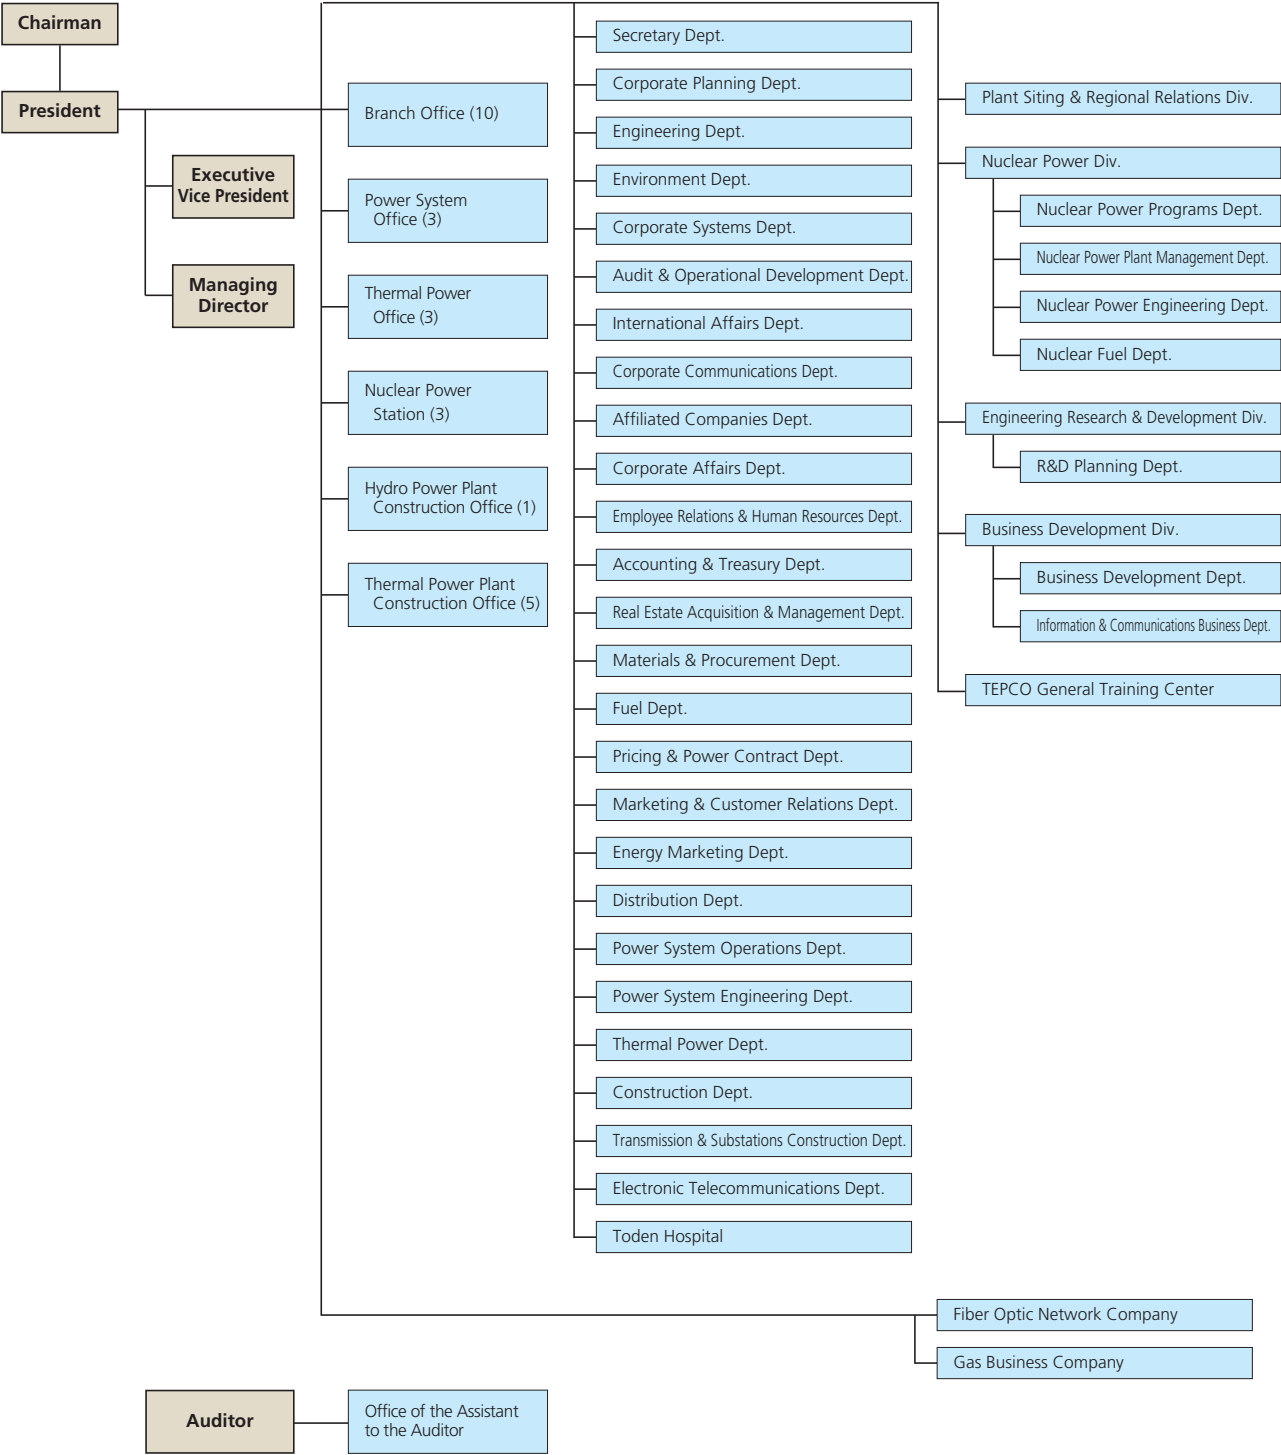 Chairman
President
Executive
Vice President
Managing
Director
Branch Office (10)
Power System
Office (3)
Thermal Power
Office (3)
Nuclear Power
Station (3)
Hydro Power Plant
Construction Office (1)
Thermal Power Plant
Construction Office (5)
Secretary Dept.
Corporate Planning Dept.
Engineering Dept.
Environment Dept.
Corporate Systems Dept.
Audit & Operational Development Dept.
International Affairs Dept.
Corporate Communications Dept.
Affiliated Companies Dept.
Corporate Affairs Dept.
Employee Relations & Human Resources Dept.
Accounting & Treasury Dept.
Real Estate Acquisition & Management Dept.
Materials & Procurement Dept.
Fuel Dept.
Pricing & Power Contract Dept.
Marketing & Customer Relations Dept.
Energy Marketing Dept.
Distribution Dept.
Power System Operations Dept.
Power System Engineering Dept.
Thermal Power Dept.
Construction Dept.
Transmission & Substations Construction Dept.
Electronic Telecommunications Dept.
Toden Hospital
Plant Siting & Regional Relations Div.
Nuclear Power Div.
Nuclear Power Programs Dept.
Nuclear Power Plant Management Dept.
Nuclear Power Engineering Dept.
Nuclear Fuel Dept.
Engineering Research & Development Div.
R&D Planning Dept.
Business Development Div.
Business Development Dept.
Information & Communications Business Dept.
TEPCO General Training Center
Fiber Optic Network Company
Gas Business Company
Auditor
Office of the Assistant
to the Auditor